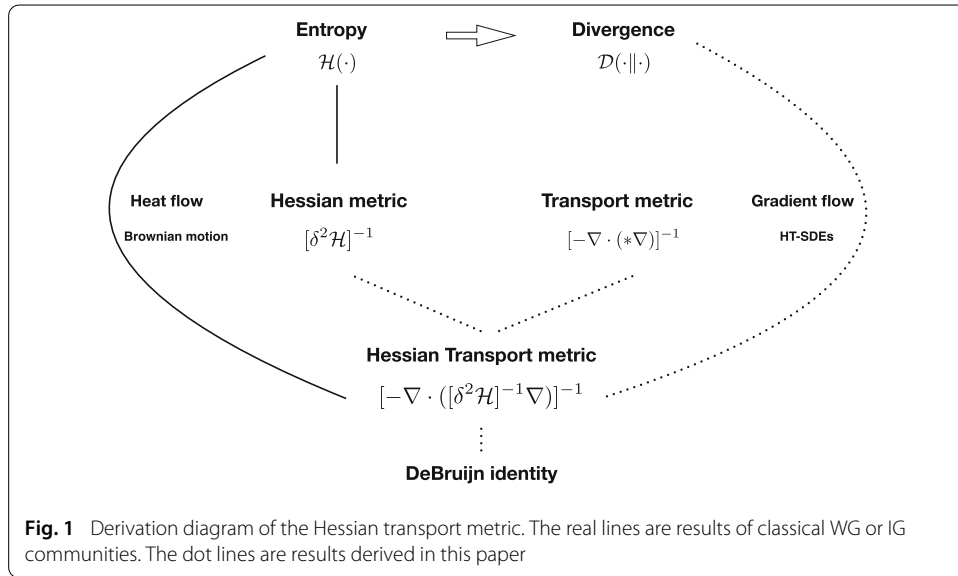 Entropy
Divergence
ℋ(·)
𝒟(·‖·)
Heat flow
Hessian metric
Transport metric
Gradient flow
Brownian motion
[δ²ℋ]⁻¹
[−∇ · (∗∇)]⁻¹
HT-SDEs
Hessian Transport metric
[−∇ · ([δ²ℋ]⁻¹∇)]⁻¹
DeBruijn identity
Fig. 1 Derivation diagram of the Hessian transport metric. The real lines are results of classical WG or IG
communities. The dot lines are results derived in this paper